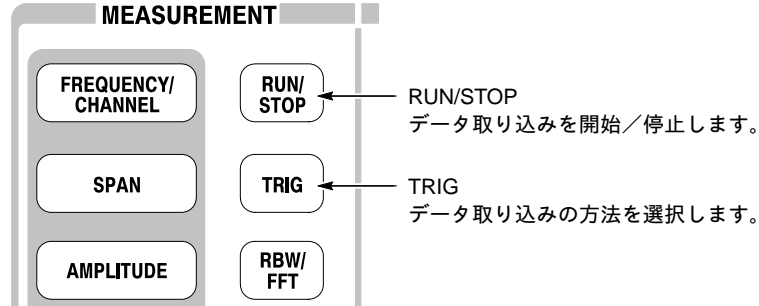 MEASUREMENT
FREQUENCY/
CHANNEL
RUN/
STOP
RUN/STOP
データ取り込みを開始／停止します。
SPAN
TRIG
TRIG
データ取り込みの方法を選択します。
AMPLITUDE
RBW/
FFT